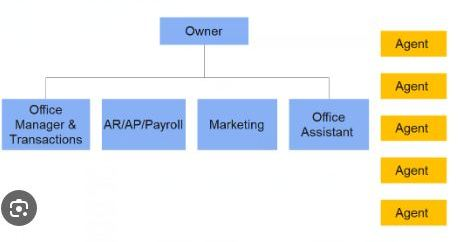 Owner
Agent
Agent
Office
Manager &
Transactions
AR/AP/Payroll
Marketing
Office
Assistant
Agent
Agent
Agent